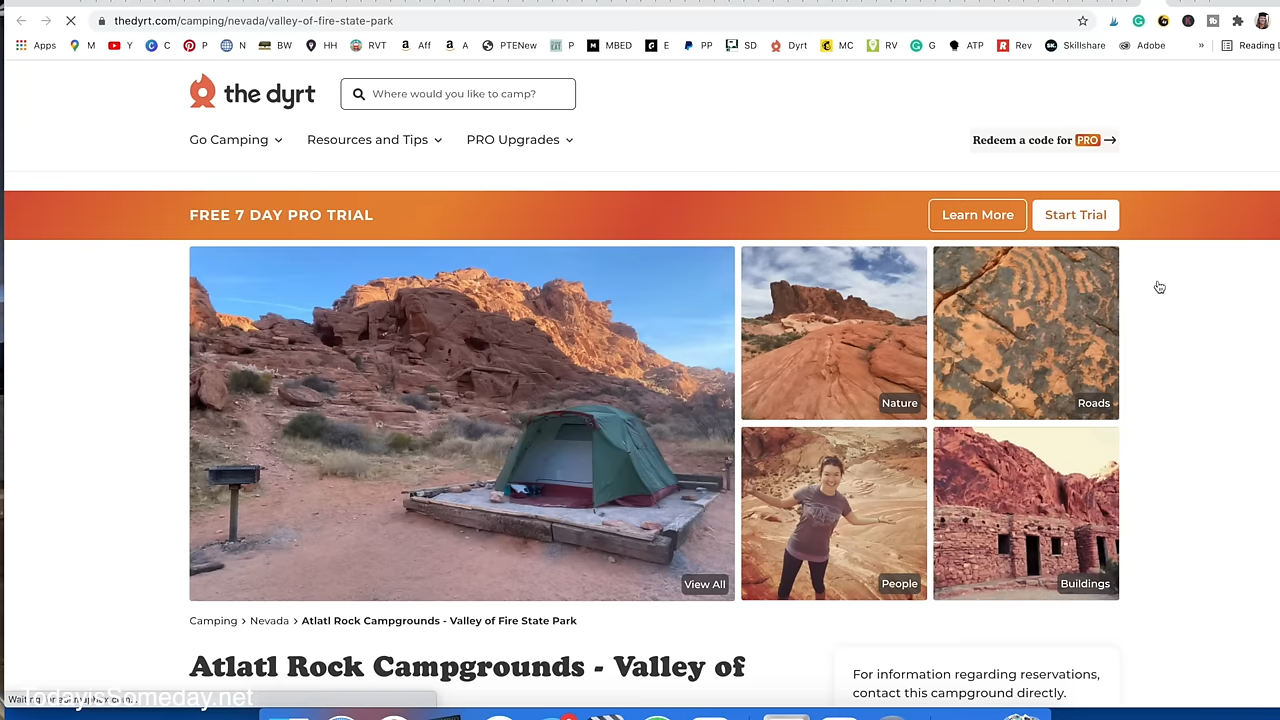 thedyrt.com/camping/nevada/valley-of-fire-state-park
Apps M Y C P N BW HH RVT Aff A PTENew P MBED E PP SD Dyrt MC RV G ATP Rev Skillshare Adobe » Reading L
the dyrt
Where would you like to camp?
Go Camping Resources and Tips PRO Upgrades
Redeem a code for PRO →
FREE 7 DAY PRO TRIAL
Learn More
Start Trial
Nature
Roads
View All
People
Buildings
Camping > Nevada > Atlatl Rock Campgrounds - Valley of Fire State Park
Atlatl Rock Campgrounds - Valley of
For information regarding reservations,
contact this campground directly.
TodayisSomeday.net